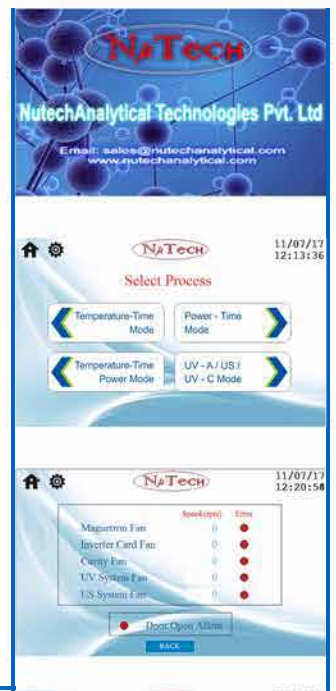 NuTech
NutechAnalytical Technologies Pvt. Ltd
Email: sales@nutechanalytical.com
www.nutechanalytical.com
NuTech
11/07/17
12:13:36
Select Process
Temperature-Time
Mode
Power - Time
Mode
Temperature-Time
Power Mode
UV - A / US /
UV - C Mode
NuTech
11/07/17
12:20:50
Speed(rpm) Error
Magnetron Fan 0
Inverter Card Fan 0
Cavity Fan 0
UV System Fan 0
US System Fan 0
Door Open Alarm
BACK